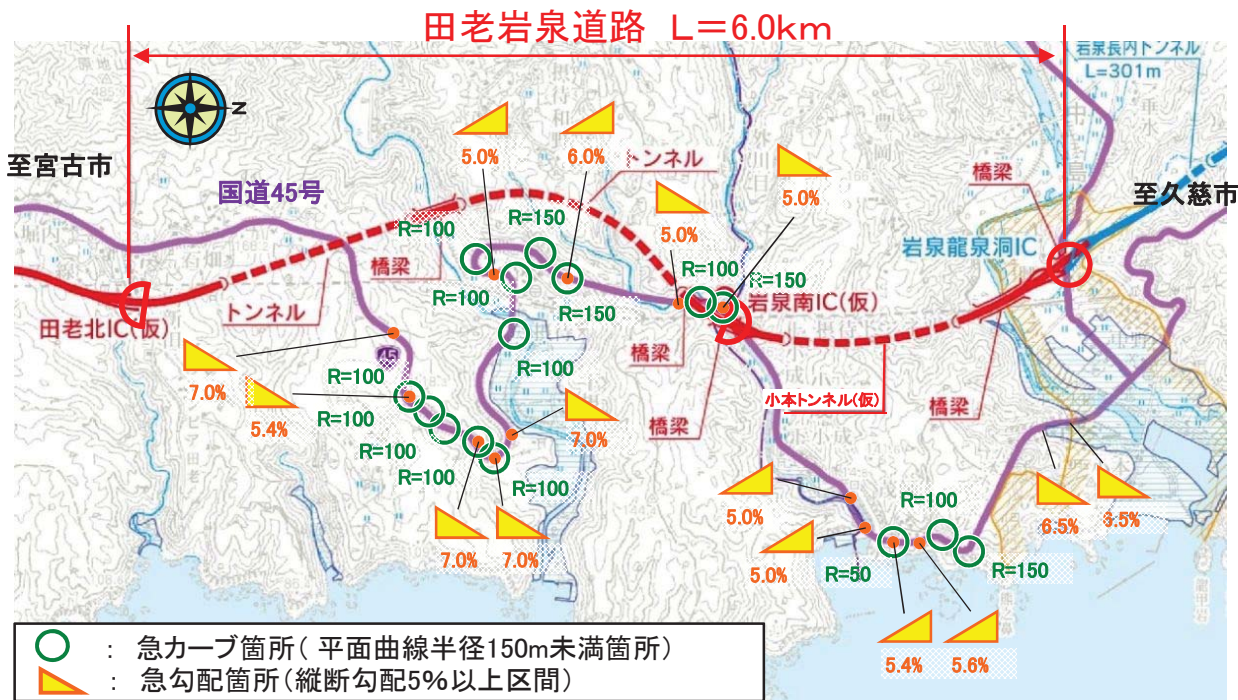 田老岩泉道路 L=6.0km
岩泉長内トンネル
L=301m
N
至宮古市
国道45号
5.0%
6.0%
トンネル
5.0%
5.0%
橋梁
至久慈市
岩泉龍泉洞IC
R=100
R=150
橋梁
R=100
R=150
R=100
R=150
岩泉南IC(仮)
田老北IC(仮)
トンネル
R=100
橋梁
小本トンネル(仮)
橋梁
橋梁
7.0%
45
5.4%
R=100
R=100
R=100
R=100
R=100
7.0%
7.0%
7.0%
5.0%
5.0%
R=50
R=100
R=150
6.5%
6.5%
5.4%
5.6%
: 急カーブ箇所( 平面曲線半径150m未満箇所)
: 急勾配箇所(縦断勾配5%以上区間)